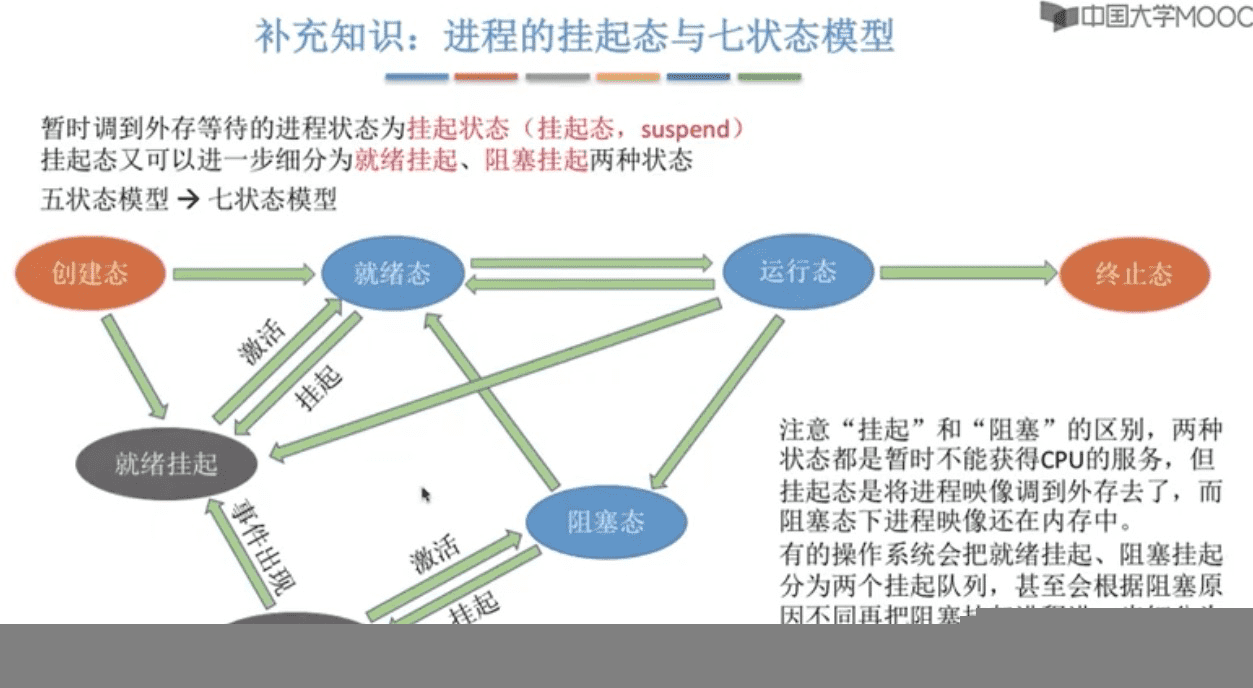 中国大学MOOC
补充知识：进程的挂起态与七状态模型
暂时调到外存等待的进程状态为挂起状态（挂起态，suspend）
挂起态又可以进一步细分为就绪挂起、阻塞挂起两种状态
五状态模型→七状态模型
创建态
就绪态
运行态
终止态
激活
挂起
就绪挂起
事件出现
阻塞态
激活
挂起
注意“挂起”和“阻塞”的区别，两种
状态都是暂时不能获得CPU的服务，但
挂起态是将进程映像调到外存去了，而
阻塞态下进程映像还在内存中。
有的操作系统会把就绪挂起、阻塞挂起
分为两个挂起队列，甚至会根据阻塞原
因不同再把阻塞